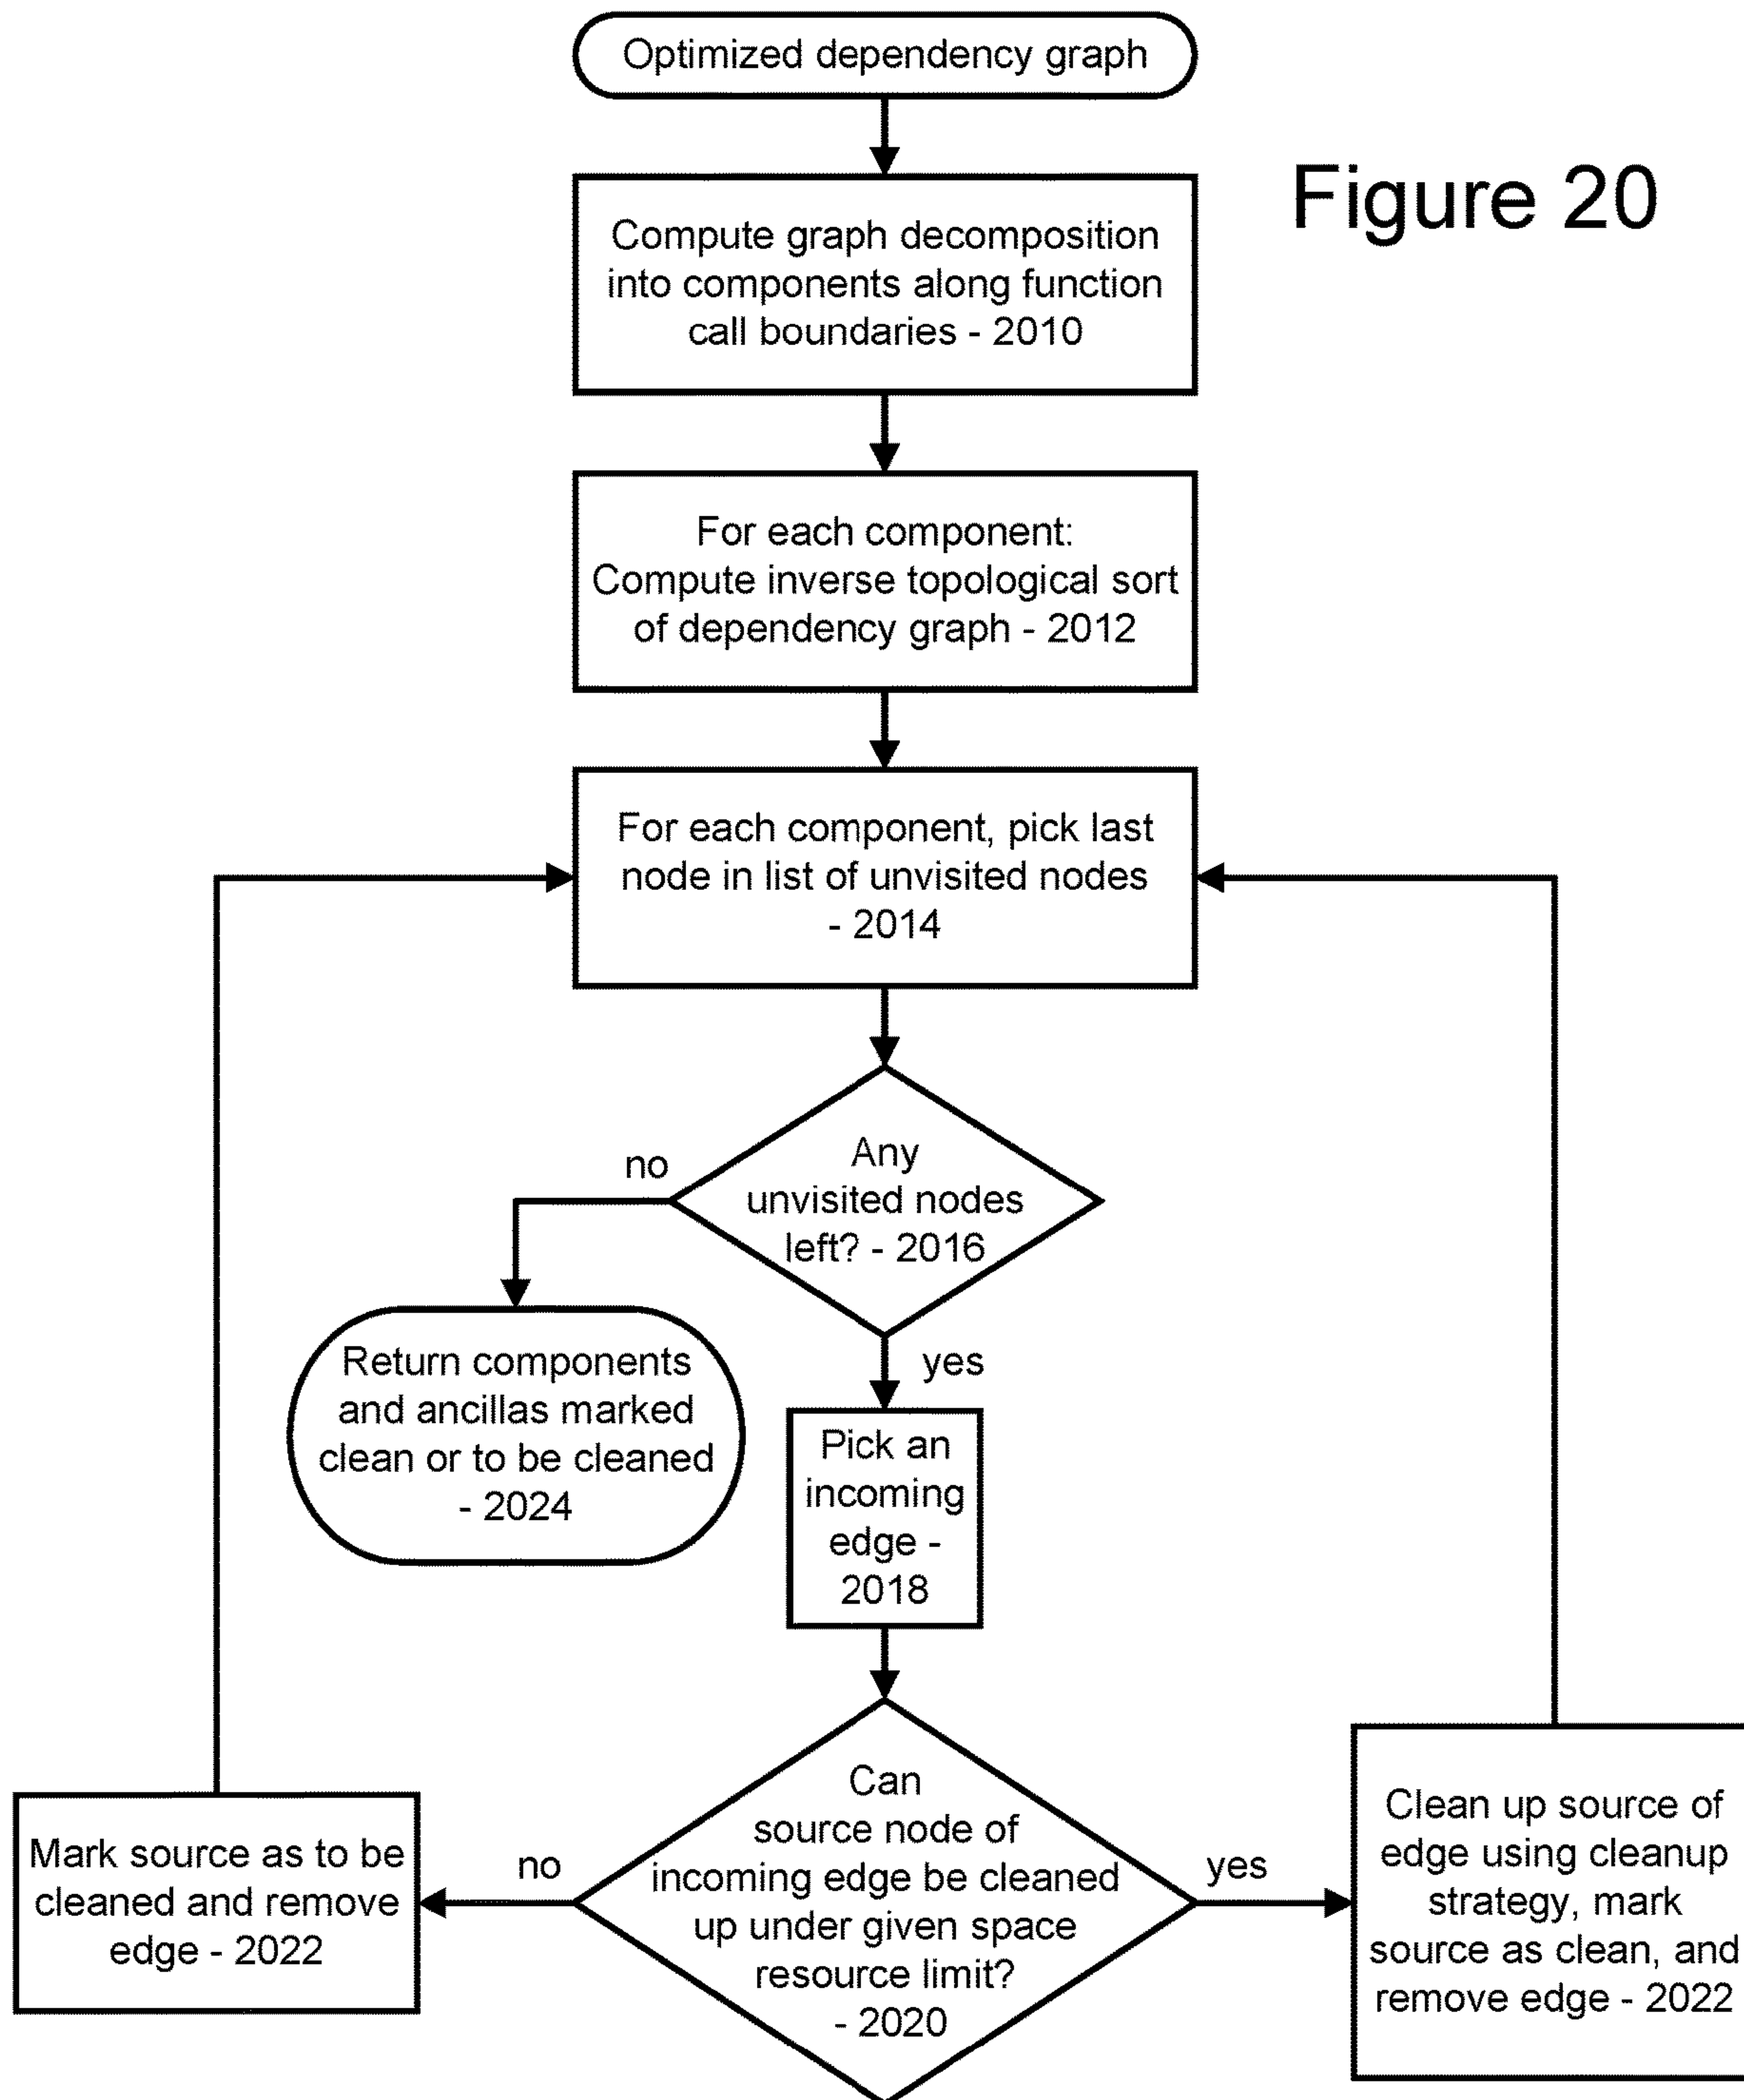 Optimized dependency graph
Figure 20
Compute graph decomposition
into components along function
call boundaries - 2010
For each component:
Compute inverse topological sort
of dependency graph - 2012
For each component, pick last
node in list of unvisited nodes
- 2014
Any
unvisited nodes
left? - 2016
no
yes
Return components
and ancillas marked
clean or to be cleaned
- 2024
Pick an
incoming
edge -
2018
Can
source node of
incoming edge be cleaned
up under given space
resource limit?
- 2020
no
yes
Mark source as to be
cleaned and remove
edge - 2022
Clean up source of
edge using cleanup
strategy, mark
source as clean, and
remove edge - 2022